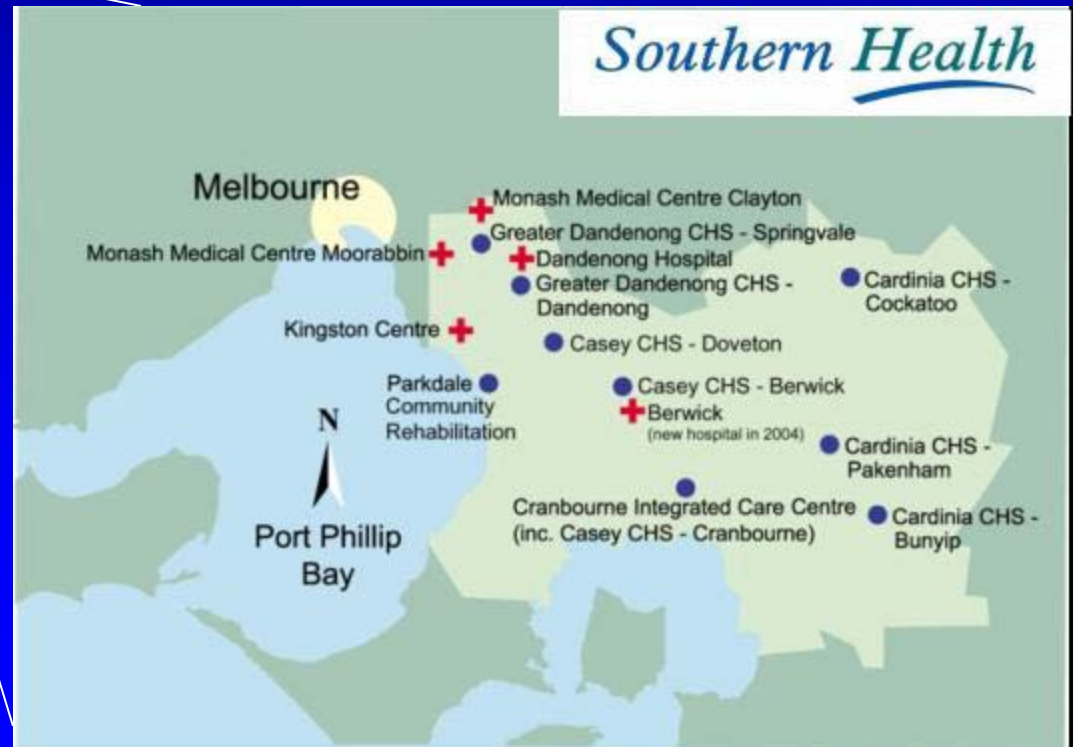 Southern Health
Melbourne
Monash Medical Centre Clayton
Greater Dandenong CHS - Springvale
Monash Medical Centre Moorabbin
Dandenong Hospital
Greater Dandenong CHS -
Dandenong
Cardinia CHS -
Cockatoo
Kingston Centre
Casey CHS - Doveton
Parkdale
Community
Rehabilitation
Casey CHS - Berwick
Berwick
(new hospital in 2004)
N
Cardinia CHS -
Pakenham
Cranbourne Integrated Care Centre
(inc. Casey CHS - Cranbourne)
Cardinia CHS -
Bunyip
Port Phillip
Bay